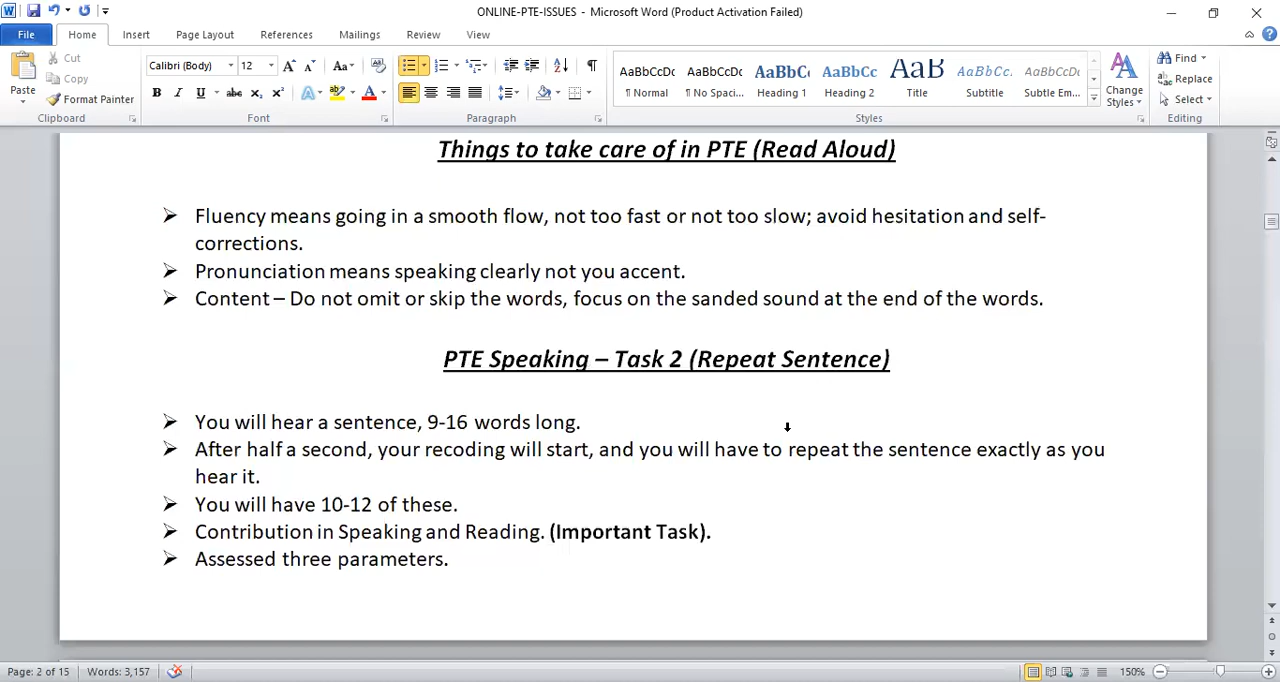 ONLINE-PTE-ISSUES - Microsoft Word (Product Activation Failed)
File Home Insert Page Layout References Mailings Review View
Cut
Copy
Paste
Format Painter
Clipboard
Calibri (Body) 12
Font
Paragraph
AaBbCcDc AaBbCcDc AaBbCc AaBbCc AaB AaBbCc. AaBbCcDc
¶ Normal ¶ No Spaci... Heading 1 Heading 2 Title Subtitle Subtle Em...
Change
Styles
Styles
Find
Replace
Select
Editing
Things to take care of in PTE (Read Aloud)
Fluency means going in a smooth flow, not too fast or not too slow; avoid hesitation and self-
corrections.
Pronunciation means speaking clearly not you accent.
Content – Do not omit or skip the words, focus on the sanded sound at the end of the words.
PTE Speaking – Task 2 (Repeat Sentence)
You will hear a sentence, 9-16 words long.
After half a second, your recoding will start, and you will have to repeat the sentence exactly as you
hear it.
You will have 10-12 of these.
Contribution in Speaking and Reading. (Important Task).
Assessed three parameters.
Page: 2 of 15 Words: 3,157 150%